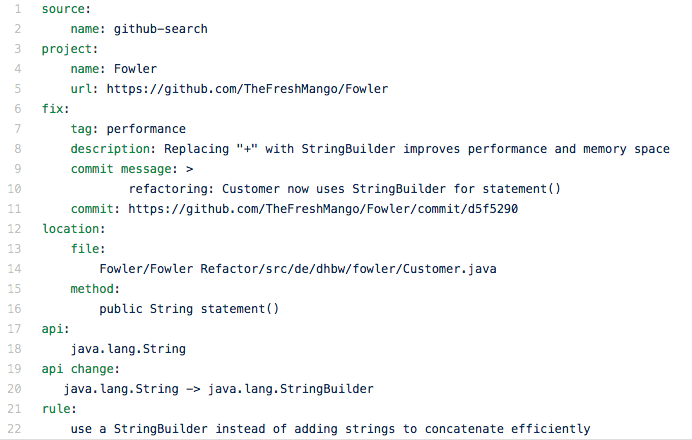 1 source:
2     name: github-search
3 project:
4     name: Fowler
5     url: https://github.com/TheFreshMango/Fowler
6 fix:
7     tag: performance
8     description: Replacing "+" with StringBuilder improves performance and memory space
9     commit message: >
10             refactoring: Customer now uses StringBuilder for statement()
11     commit: https://github.com/TheFreshMango/Fowler/commit/d5f5290
12 location:
13     file:
14         Fowler/Fowler Refactor/src/de/dhbw/fowler/Customer.java
15     method:
16         public String statement()
17 api:
18     java.lang.String
19 api change:
20    java.lang.String -> java.lang.StringBuilder
21 rule:
22     use a StringBuilder instead of adding strings to concatenate efficiently